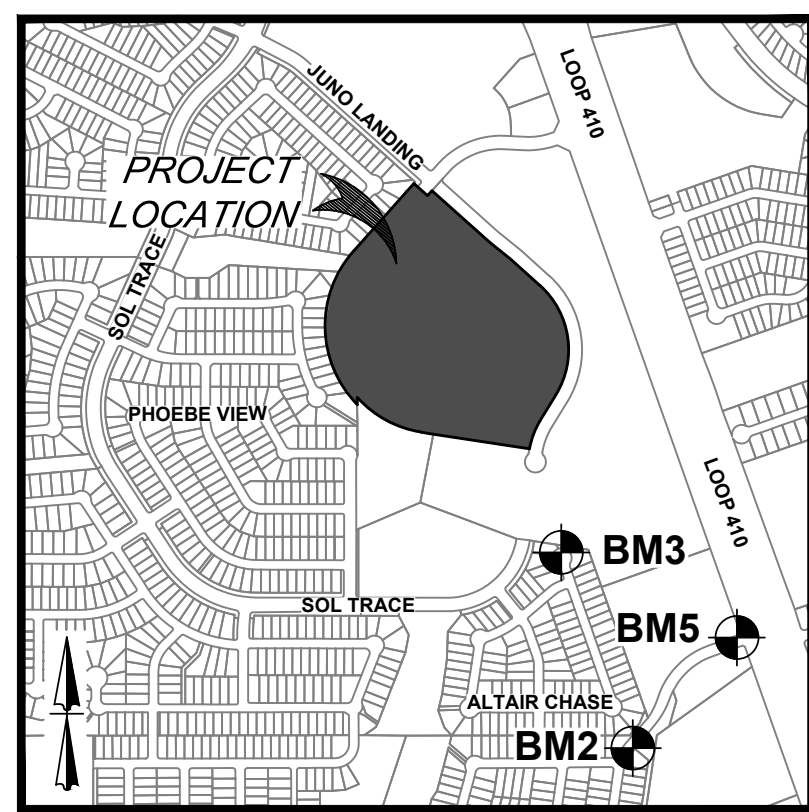 LOOP 410
JUNO LANDING
PROJECT
LOCATION
SOL TRACE
PHOEBE VIEW
LOOP 410
BM3
SOL TRACE
BM5
ALTAIR CHASE
BM2